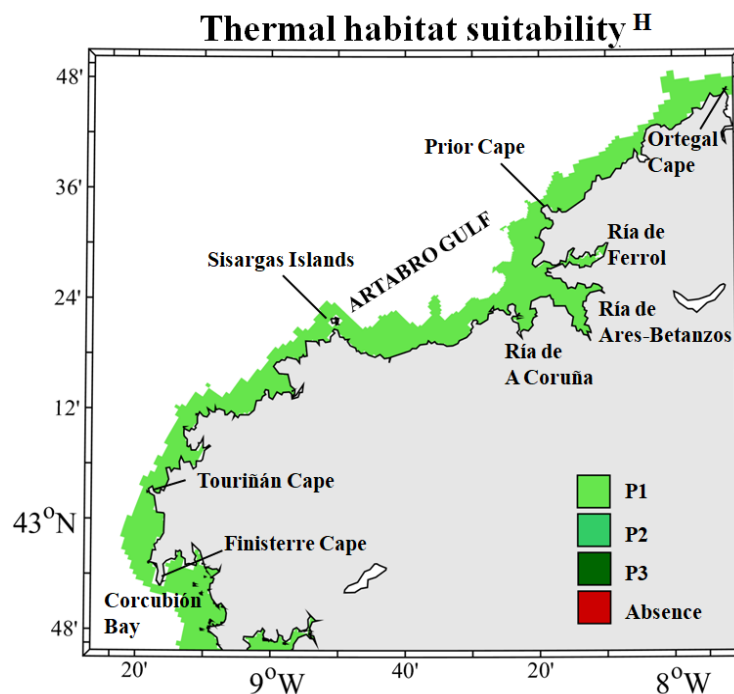 Thermal habitat suitability H
48'
Ortegal
Cape
Prior Cape
36'
Ría de
Ferrol
ARTABRO GULF
Sisargas Islands
24'
Ría de
Ares-Betanzos
Ría de
A Coruña
12'
Touriñán Cape
P1
43°N
P2
Finisterre Cape
P3
Corcubión
Bay
Absence
48'
20'
9°W
40'
20'
8°W